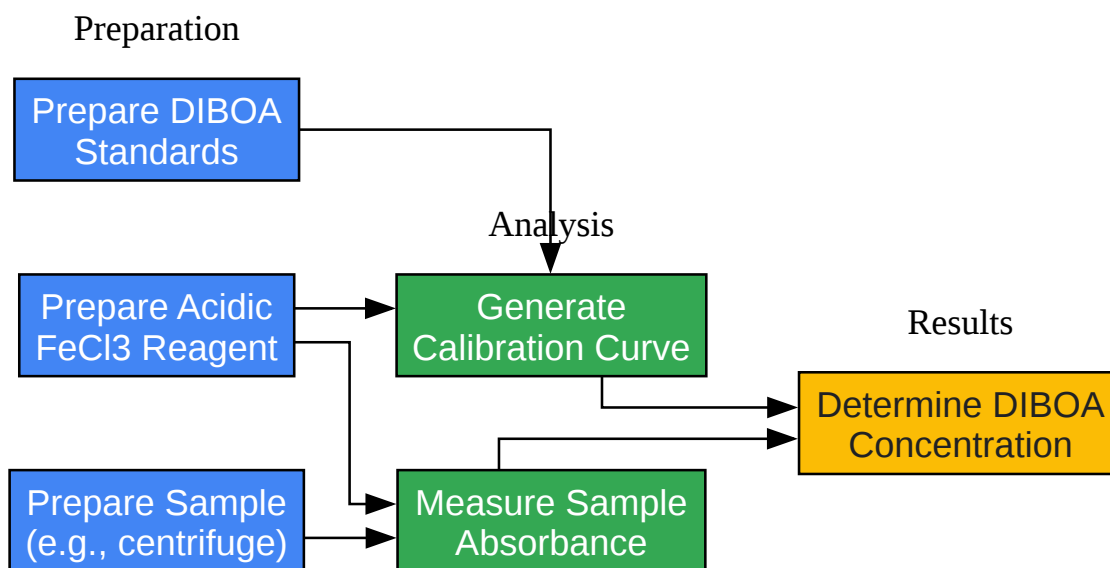 Preparation
Prepare DIBOA
Standards
Analysis
Prepare Acidic
FeCl3 Reagent
Generate
Calibration Curve
Results
Determine DIBOA
Concentration
Prepare Sample
(e.g., centrifuge)
Measure Sample
Absorbance